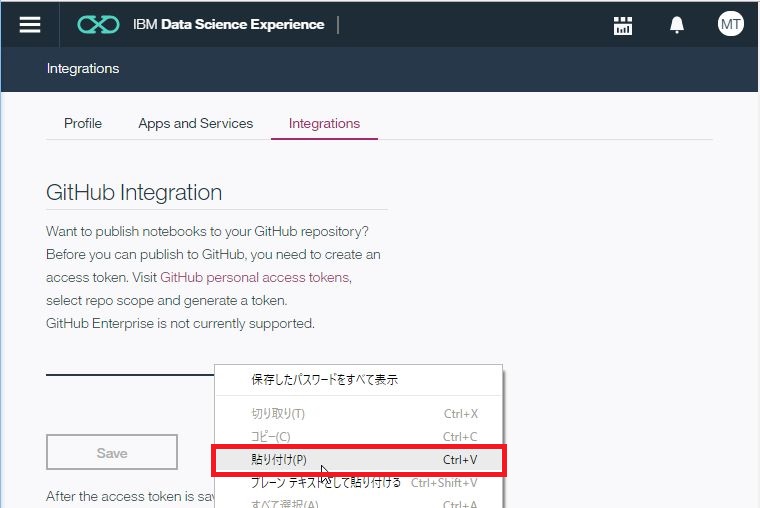 IBM Data Science Experience
MT
Integrations
Profile Apps and Services Integrations
GitHub Integration
Want to publish notebooks to your GitHub repository?
Before you can publish to GitHub, you need to create an
access token. Visit GitHub personal access tokens,
select repo scope and generate a token.
GitHub Enterprise is not currently supported.
保存したパスワードをすべて表示
切り取り(T) Ctrl+X
コピー(C) Ctrl+C
貼り付け(P) Ctrl+V
プレーン テキストとして貼り付ける Ctrl+Shift+V
すべて選択(A) Ctrl+A
Save
After the access token is sav